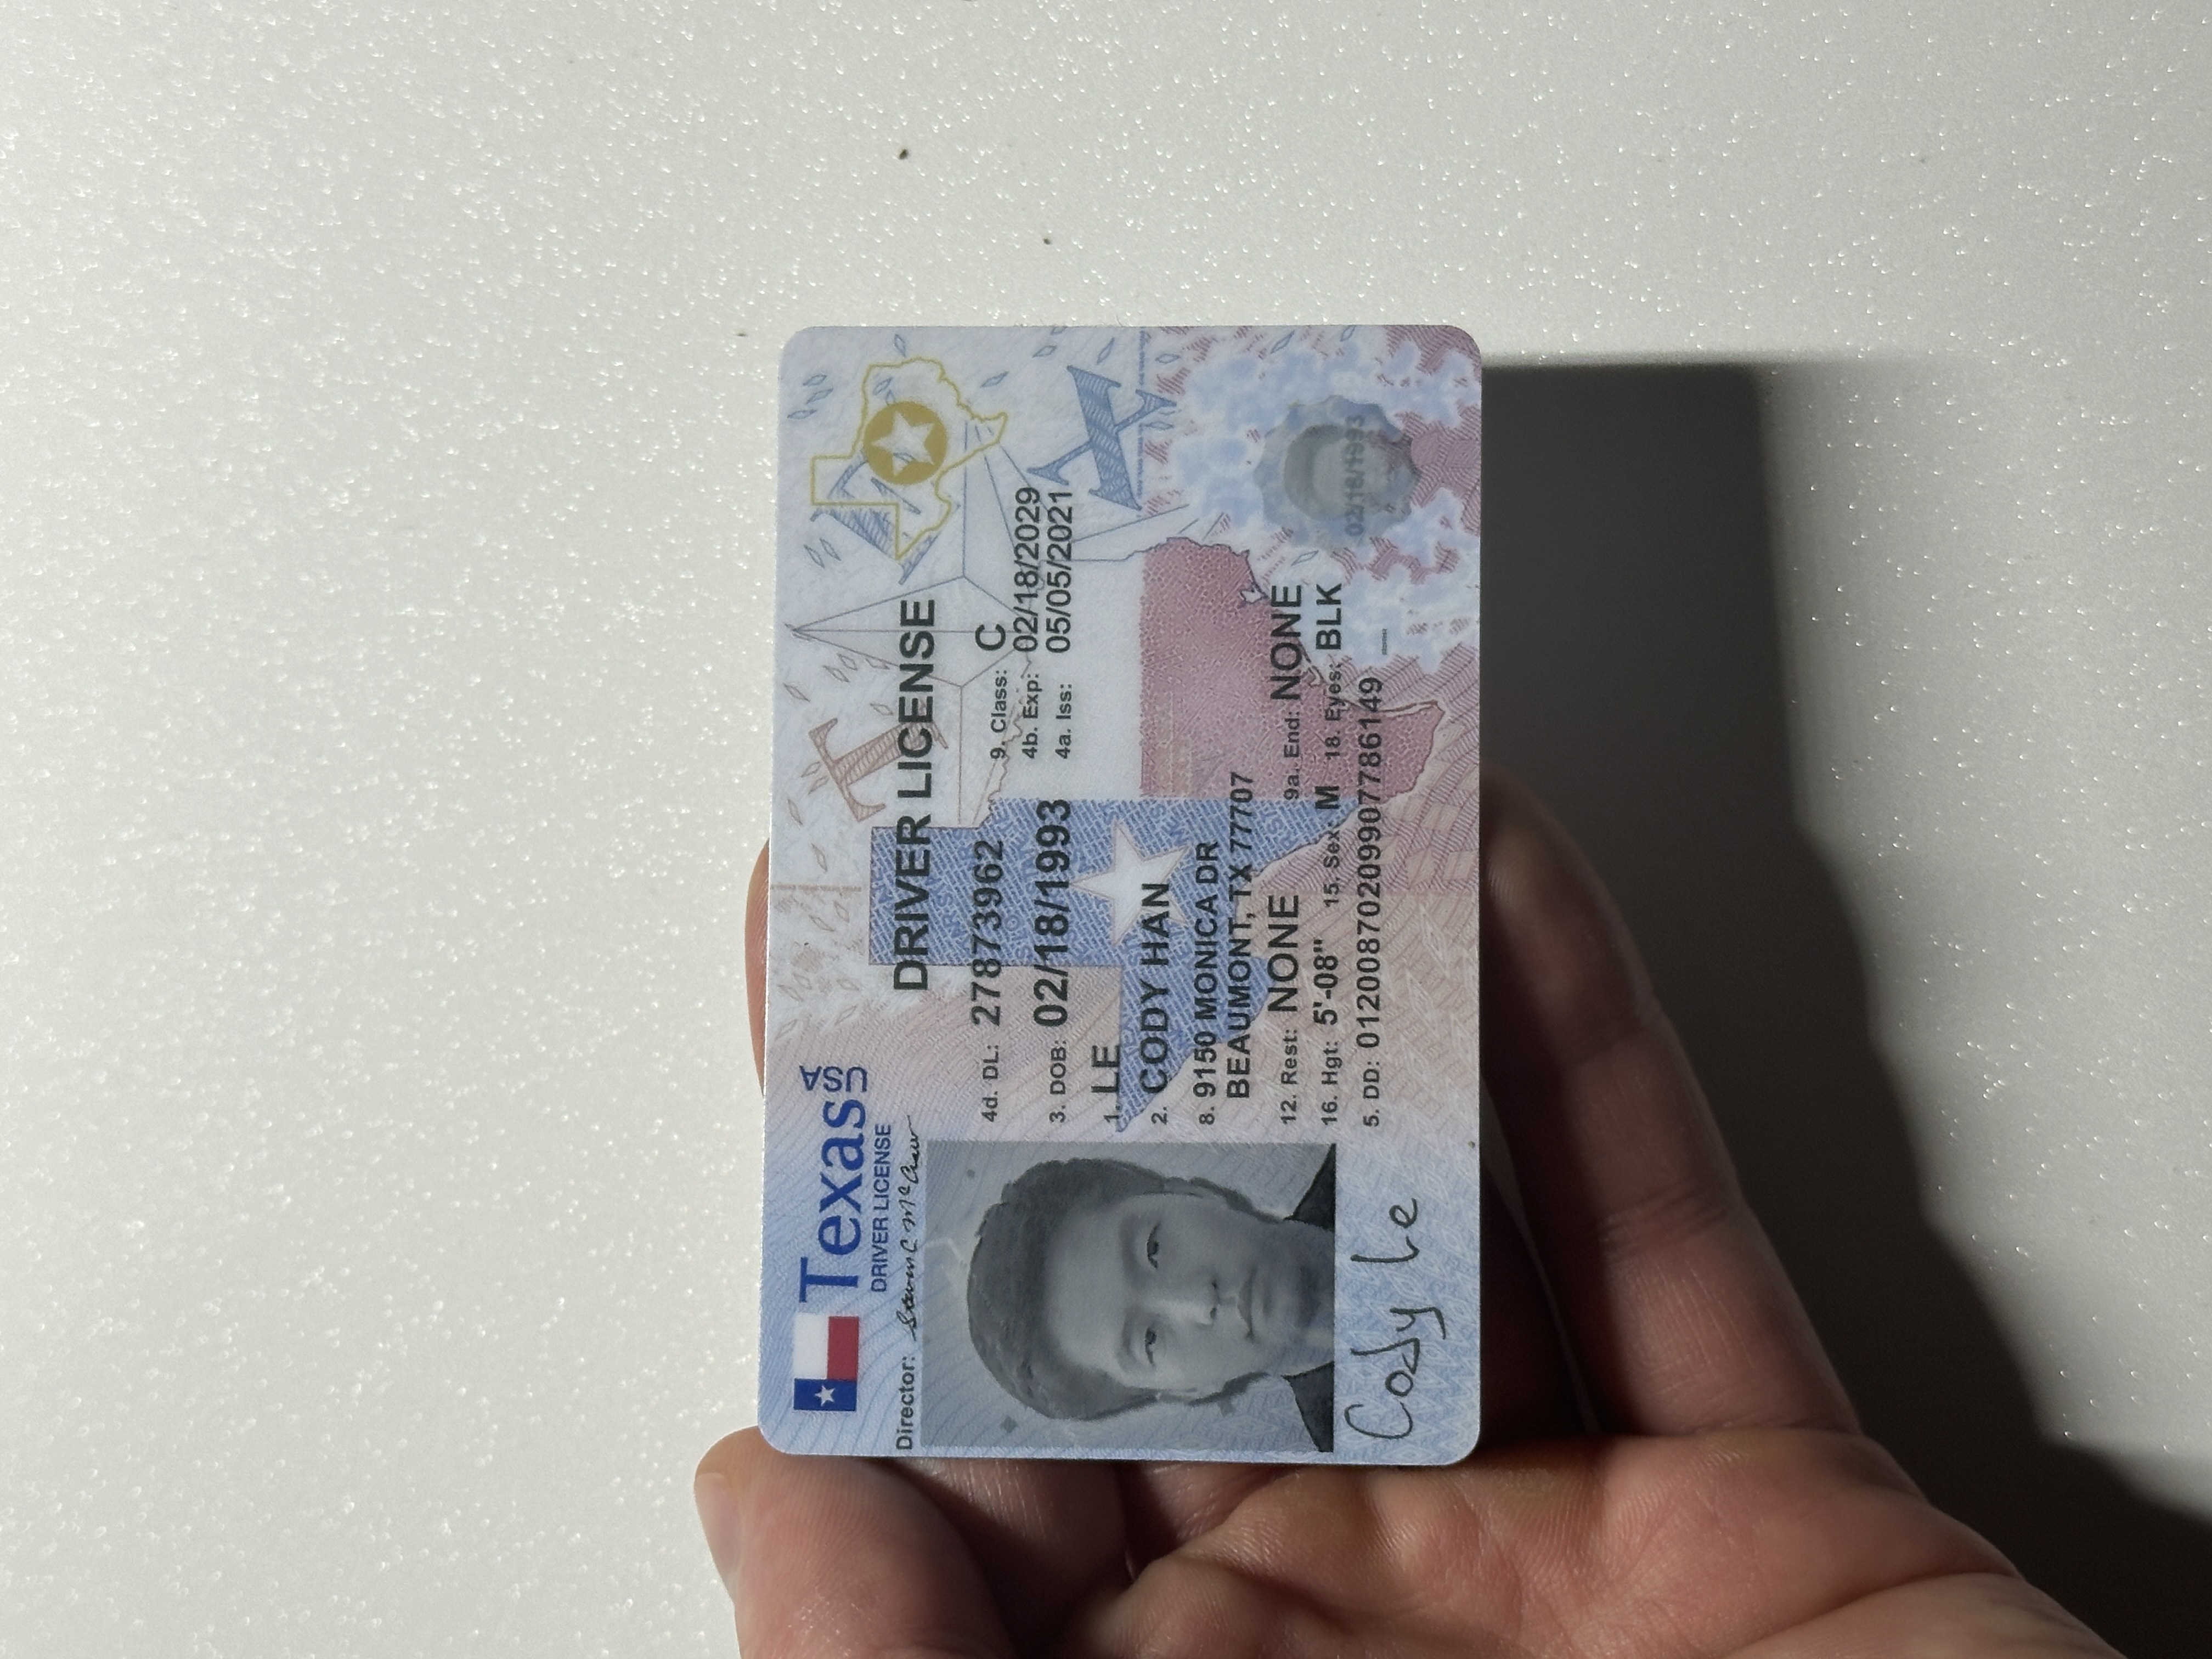 Texas USA
DRIVER LICENSE
Director: Steven C McCraw
DRIVER LICENSE
4d. DL: 27873962
9. Class: C
4b. Exp: 02/18/2029
3. DOB: 02/18/1993
4a. Iss: 05/05/2021
1. LE
2. CODY HAN
8. 9150 MONICA DR
BEAUMONT, TX 77707
12. Rest: NONE
9a. End: NONE
16. Hgt: 5'-08" 15. Sex: M 18. Eyes: BLK
5. DD: 01200870209907786149
Cody Le
02/18/1993
T
X